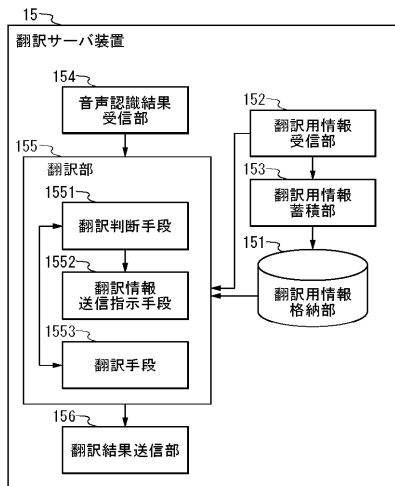 15
翻訳サーバ装置
154
音声認識結果
受信部
152
翻訳用情報
受信部
155
翻訳部
153
翻訳用情報
蓄積部
1551
翻訳判断手段
151
翻訳用情報
格納部
1552
翻訳情報
送信指示手段
1553
翻訳手段
156
翻訳結果送信部